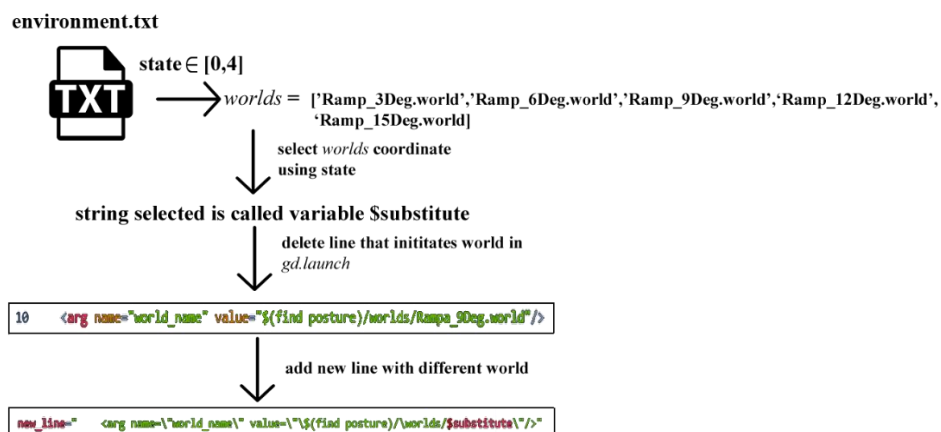 environment.txt
TXT
state ∈ [0,4]
worlds = ['Ramp_3Deg.world','Ramp_6Deg.world','Ramp_9Deg.world','Ramp_12Deg.world',
'Ramp_15Deg.world]
select worlds coordinate
using state
string selected is called variable $substitute
delete line that inititates world in
gd.launch
10 <arg name="world_name" value="$(find posture)/worlds/Rampa_9Deg.world"/>
add new line with different world
new_line=" <arg name=\"world_name\" value=\"\$(find posture)/\worlds/$substitute\"/>"